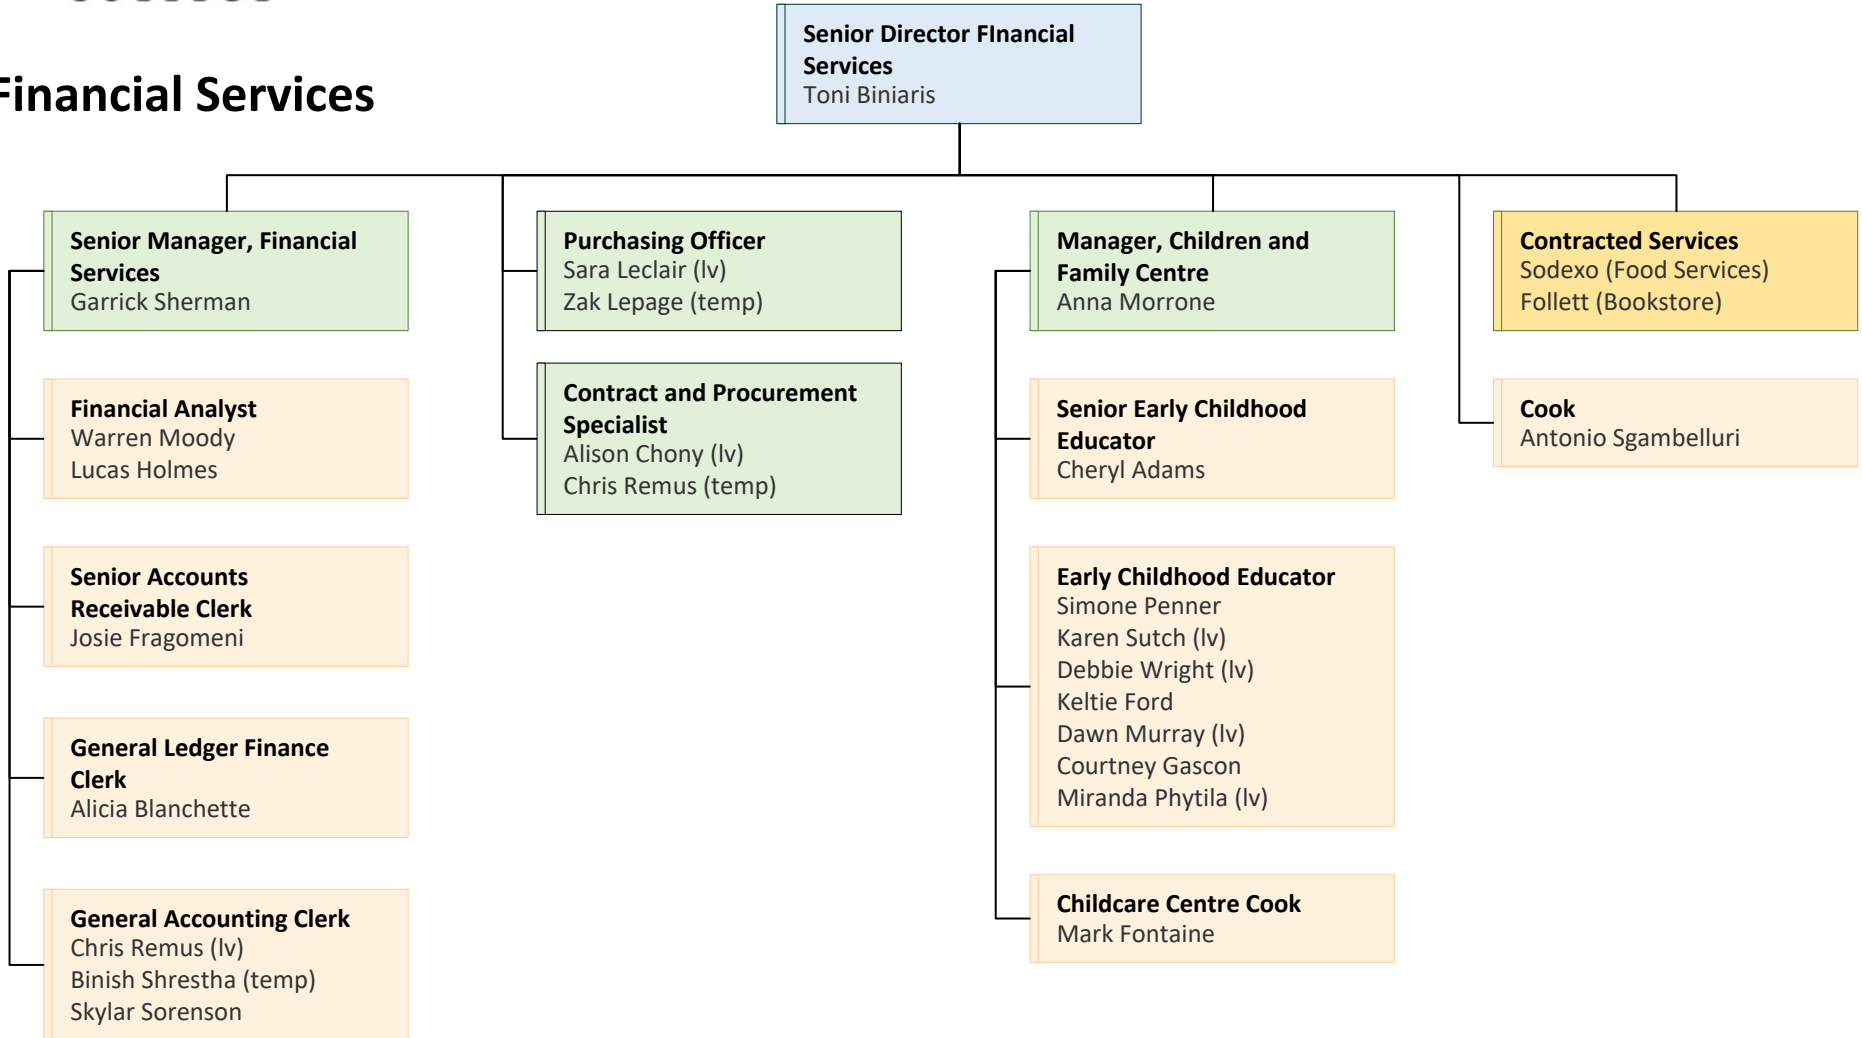 Financial Services
Senior Director FInancial
Services
Toni Biniaris
Senior Manager, Financial
Services
Garrick Sherman
Financial Analyst
Warren Moody
Lucas Holmes
Senior Accounts
Receivable Clerk
Josie Fragomeni
General Ledger Finance
Clerk
Alicia Blanchette
General Accounting Clerk
Chris Remus (lv)
Binish Shrestha (temp)
Skylar Sorenson
Purchasing Officer
Sara Leclair (lv)
Zak Lepage (temp)
Contract and Procurement
Specialist
Alison Chony (lv)
Chris Remus (temp)
Manager, Children and
Family Centre
Anna Morrone
Senior Early Childhood
Educator
Cheryl Adams
Early Childhood Educator
Simone Penner
Karen Sutch (lv)
Debbie Wright (lv)
Keltie Ford
Dawn Murray (lv)
Courtney Gascon
Miranda Phytila (lv)
Childcare Centre Cook
Mark Fontaine
Contracted Services
Sodexo (Food Services)
Follett (Bookstore)
Cook
Antonio Sgambelluri